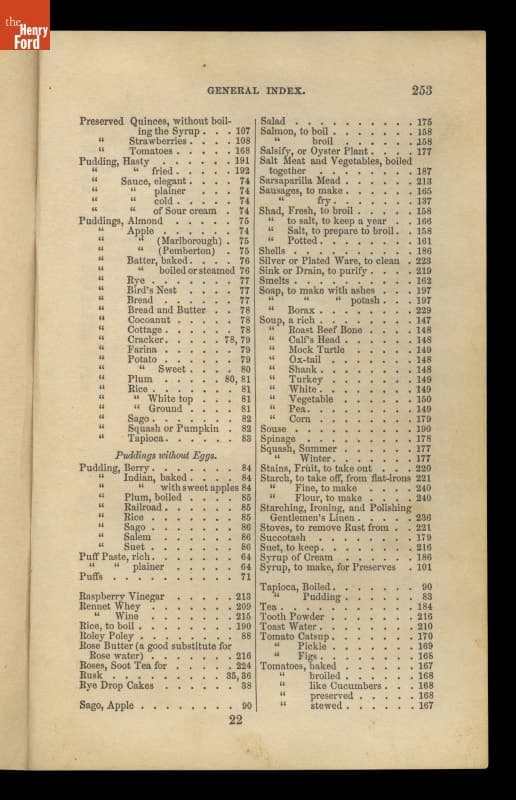 the
Henry
Ford
GENERAL INDEX. 253
Preserved Quinces, without boil-
ing the Syrup . . . 107
" Strawberries . . . . 108
" Tomatoes . . . . . 168
Pudding, Hasty . . . . . . 191
" " fried . . . . . 192
" Sauce, elegant . . . . 74
" " plainer . . . 74
" " cold . . . . 74
" " of Sour cream . 74
Puddings, Almond . . . . . 75
" Apple . . . . . . 74
" " (Marlborough) . 75
" " (Pemberton) . 75
" Batter, baked . . . . 76
" " boiled or steamed 76
" Rye . . . . . . . 77
" Bird's Nest . . . . 77
" Bread . . . . . . 77
" Bread and Butter . . 78
" Cocoanut . . . . . 78
" Cottage . . . . . . 78
" Cracker . . . . . 78, 79
" Farina . . . . . . 79
" Potato . . . . . . 79
" " Sweet . . . . 80
" Plum . . . . . 80, 81
" Rice . . . . . . . 81
" " White top . . . 81
" " Ground . . . . 81
" Sago . . . . . . . 82
" Squash or Pumpkin . 82
" Tapioca . . . . . . 83
Puddings without Eggs.
Pudding, Berry . . . . . . . 84
" Indian, baked . . . . 84
" " with sweet apples 84
" Plum, boiled . . . . 85
" Railroad . . . . . . 85
" Rice . . . . . . . 85
" Sago . . . . . . . 86
" Salem . . . . . . 86
" Suet . . . . . . . 86
Puff Paste, rich . . . . . . . 64
" " plainer . . . . . 64
Puffs . . . . . . . . . 71
Raspberry Vinegar . . . . . 213
Rennet Whey . . . . . . 209
" Wine . . . . . . 215
Rice, to boil . . . . . . . . 190
Roley Poley . . . . . . . . 88
Rose Butter (a good substitute for
Rose water) . . . . . . 216
Roses, Soot Tea for . . . . . 224
Rusk . . . . . . . . 35, 36
Rye Drop Cakes . . . . . . 38
Sago, Apple . . . . . . . . 90
Salad . . . . . . . . . 175
Salmon, to boil . . . . . . . 158
" broil . . . . . . 158
Salsify, or Oyster Plant . . . . 177
Salt Meat and Vegetables, boiled
together . . . . . . . 187
Sarsaparilla Mead . . . . . . 213
Sausages, to make . . . . . . 165
" fry . . . . . . . 137
Shad, Fresh, to broil . . . . . 158
" to salt, to keep a year . . 166
" Salt, to prepare to broil . . 158
" Potted . . . . . . . 161
Shells . . . . . . . . . 186
Silver or Plated Ware, to clean . 223
Sink or Drain, to purify . . . . 219
Smelts . . . . . . . . . 162
Soap, to make with ashes . . . 197
" " " potash . . . 197
" Borax . . . . . . . . 229
Soup, a rich . . . . . . . . 147
" Roast Beef Bone . . . . 148
" Calf's Head . . . . . . 148
" Mock Turtle . . . . . 149
" Ox-tail . . . . . . . 148
" Shank . . . . . . . . 148
" Turkey . . . . . . . 149
" White . . . . . . . . 149
" Vegetable . . . . . . 150
" Pea . . . . . . . . . 149
" Corn . . . . . . . . 179
Souse . . . . . . . . . 190
Spinage . . . . . . . . . 178
Squash, Summer . . . . . . 177
" Winter . . . . . . . 177
Stains, Fruit, to take out . . . 220
Starch, to take off, from flat-irons 221
" Fine, to make . . . . 240
" Flour, to make . . . . 240
Starching, Ironing, and Polishing
Gentlemen's Linen . . . . 236
Stoves, to remove Rust from . . 221
Succotash . . . . . . . . 179
Suet, to keep . . . . . . . . 216
Syrup of Cream . . . . . . 186
Syrup, to make, for Preserves . 101
Tapioca, Boiled . . . . . . . 90
" Pudding . . . . . . 83
Tea . . . . . . . . . . 184
Tooth Powder . . . . . . . 216
Toast Water . . . . . . . . 210
Tomato Catsup . . . . . . . 170
" Pickle . . . . . . . 169
" Figs . . . . . . . . 168
Tomatoes, baked . . . . . . 167
" broiled . . . . . . 168
" like Cucumbers . . . 168
" preserved . . . . . 168
" stewed . . . . . . 167
22